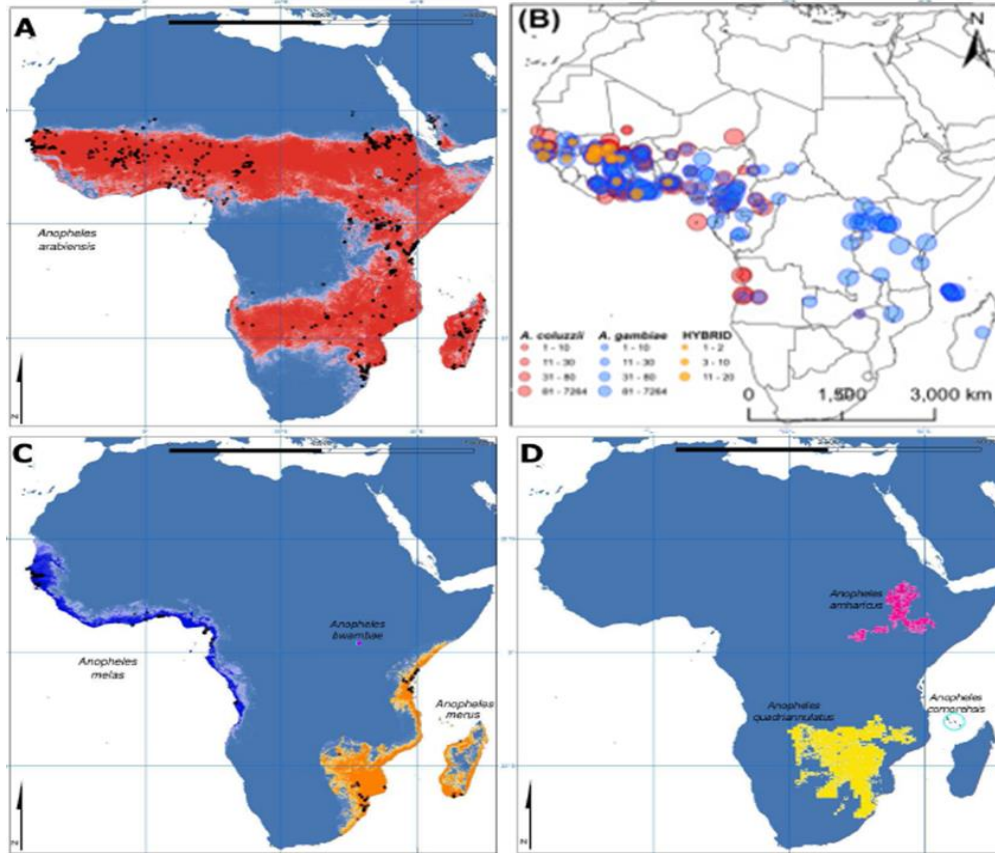 A
Anopheles
arabiensis
N
(B)
N
A. coluzzii A. gambiae HYBRID
1 - 10 1 - 10 1 - 2
11 - 30 11 - 30 3 - 10
31 - 80 31 - 80 11 - 20
81 - 7264 81 - 7264
0 1,500 3,000 km
C
Anopheles
bwambae
Anopheles
melas
Anopheles
merus
N
D
Anopheles
amharicus
Anopheles
quadriannulatus
Anopheles
comorensis
N